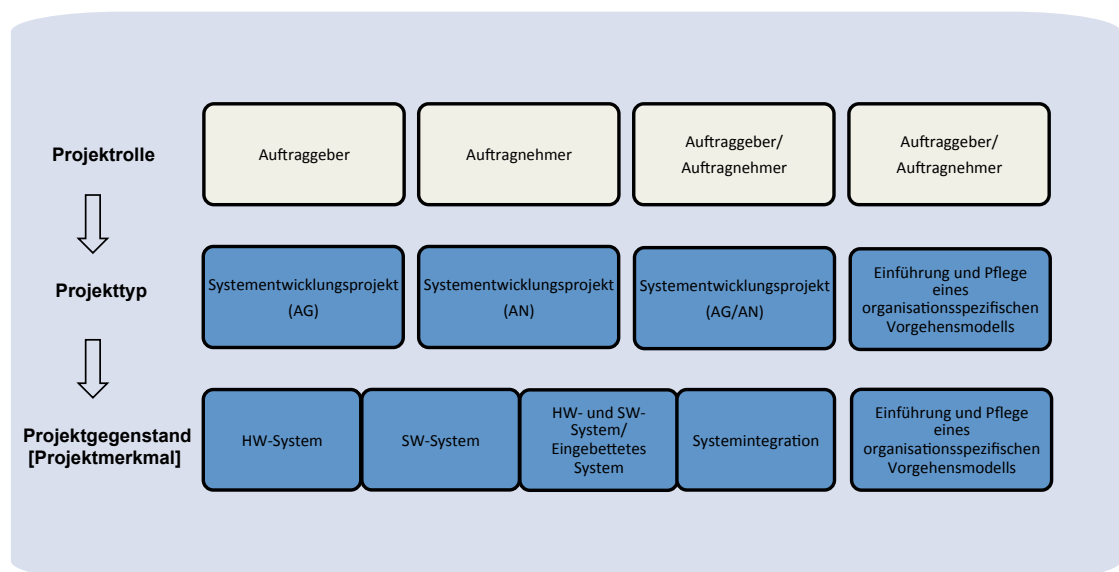 Projektrolle
Auftraggeber
Auftragnehmer
Auftraggeber/
Auftragnehmer
Auftraggeber/
Auftragnehmer
Projekttyp
Systementwicklungsprojekt
(AG)
Systementwicklungsprojekt
(AN)
Systementwicklungsprojekt
(AG/AN)
Einführung und Pflege
eines
organisationsspezifischen
Vorgehensmodells
Projektgegenstand
[Projektmerkmal]
HW-System
SW-System
HW- und SW-
System/
Eingebettetes
System
Systemintegration
Einführung und Pflege
eines
organisationsspezifischen
Vorgehensmodells